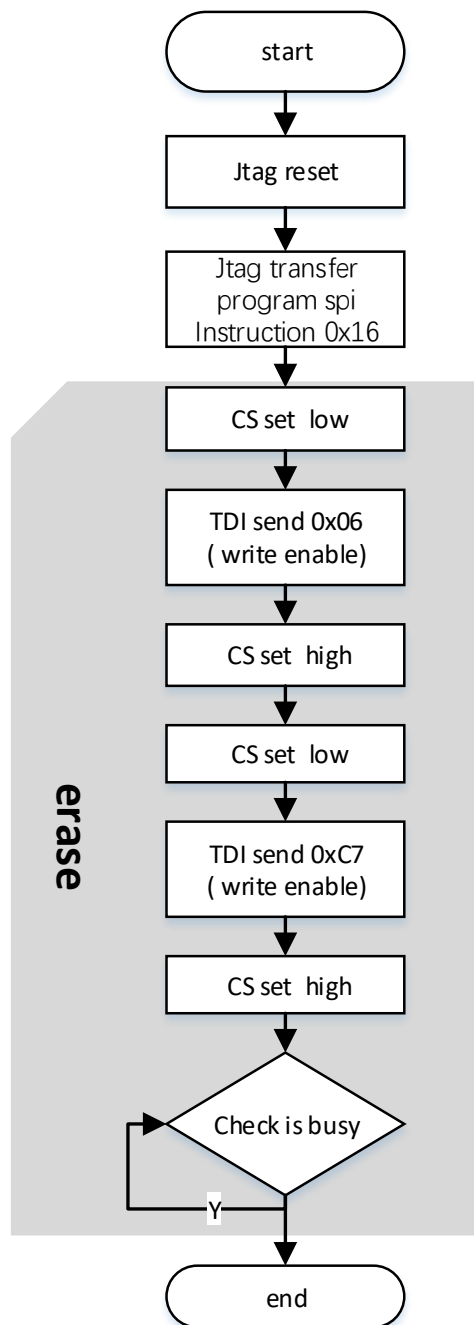 start
Jtag reset
Jtag transfer
program spi
Instruction 0x16
CS set low
TDI send 0x06
( write enable)
CS set high
CS set low
erase
TDI send 0xC7
( write enable)
CS set high
Check is busy
Y
end